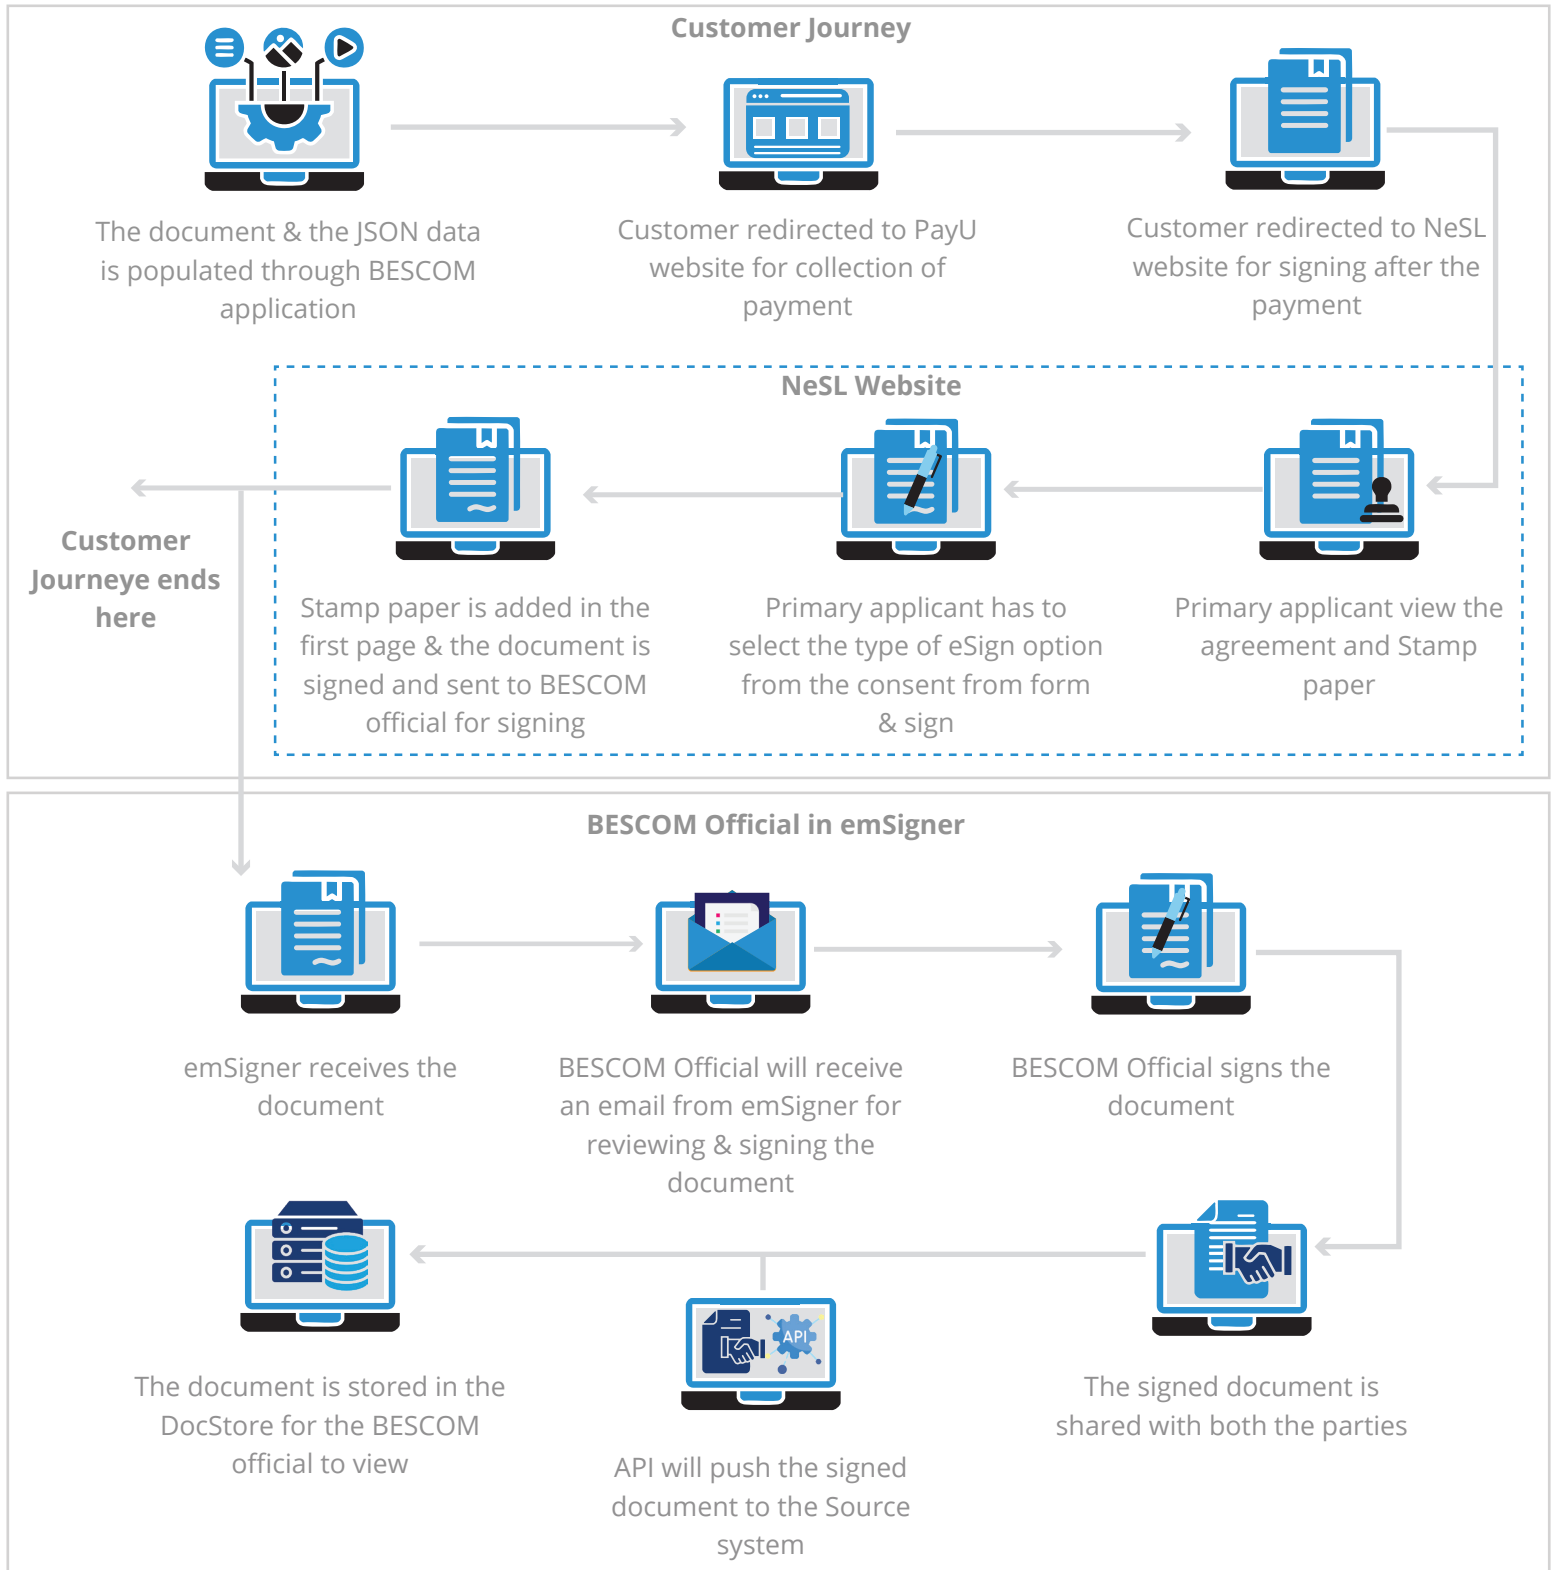 Customer Journey
The document & the JSON data
is populated through BESCOM
application
Customer redirected to PayU
website for collection of
payment
Customer redirected to NeSL
website for signing after the
payment
NeSL Website
Customer
Journeye ends
here
Stamp paper is added in the
first page & the document is
signed and sent to BESCOM
official for signing
Primary applicant has to
select the type of eSign option
from the consent from form
& sign
Primary applicant view the
agreement and Stamp
paper
BESCOM Official in emSigner
emSigner receives the
document
BESCOM Official will receive
an email from emSigner for
reviewing & signing the
document
BESCOM Official signs the
document
The document is stored in the
DocStore for the BESCOM
official to view
API
API will push the signed
document to the Source
system
The signed document is
shared with both the parties